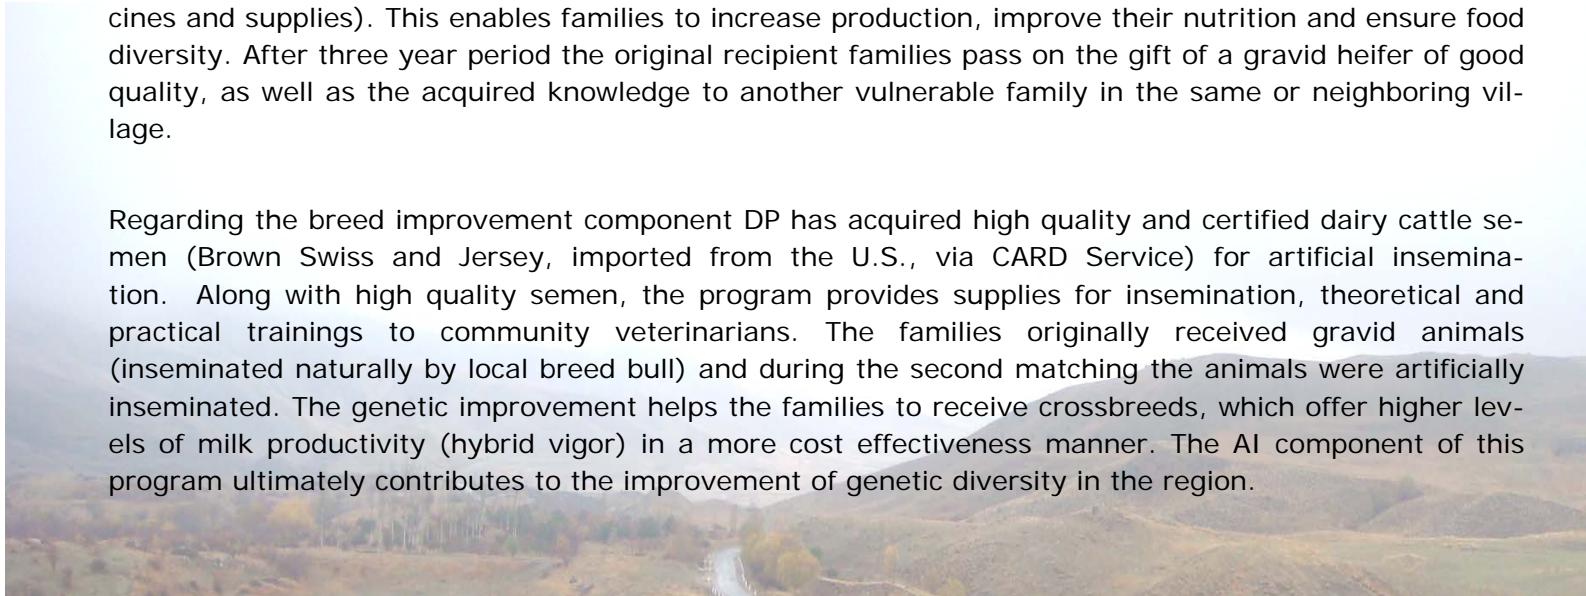 cines and supplies). This enables families to increase production, improve their nutrition and ensure food
diversity. After three year period the original recipient families pass on the gift of a gravid heifer of good
quality, as well as the acquired knowledge to another vulnerable family in the same or neighboring vil-
lage.
Regarding the breed improvement component DP has acquired high quality and certified dairy cattle se-
men (Brown Swiss and Jersey, imported from the U.S., via CARD Service) for artificial insemina-
tion.  Along with high quality semen, the program provides supplies for insemination, theoretical and
practical trainings to community veterinarians. The families originally received gravid animals
(inseminated naturally by local breed bull) and during the second matching the animals were artificially
inseminated. The genetic improvement helps the families to receive crossbreeds, which offer higher lev-
els of milk productivity (hybrid vigor) in a more cost effectiveness manner. The AI component of this
program ultimately contributes to the improvement of genetic diversity in the region.